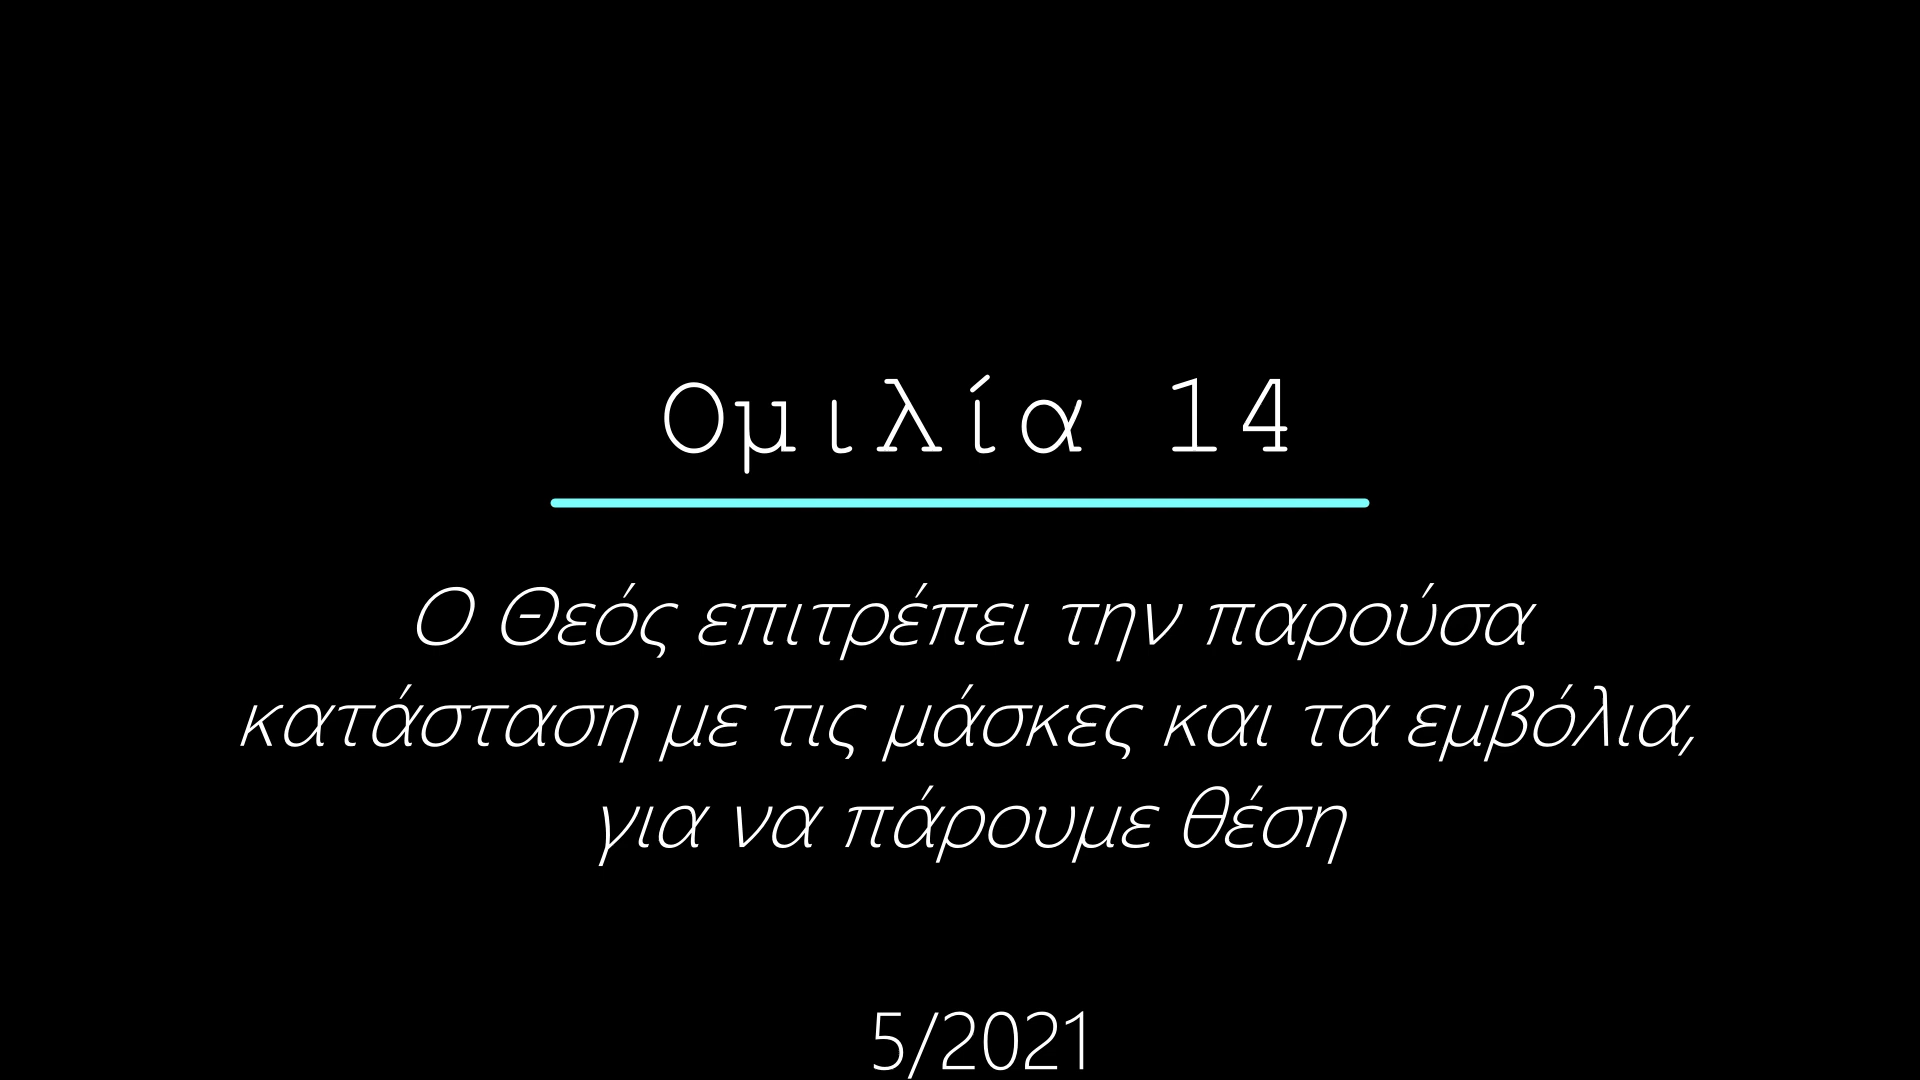 Ομιλία 14
Ο Θεός επιτρέπει την παρούσα
κατάσταση με τις μάσκες και τα εμβόλια,
για να πάρουμε θέση
5/2021